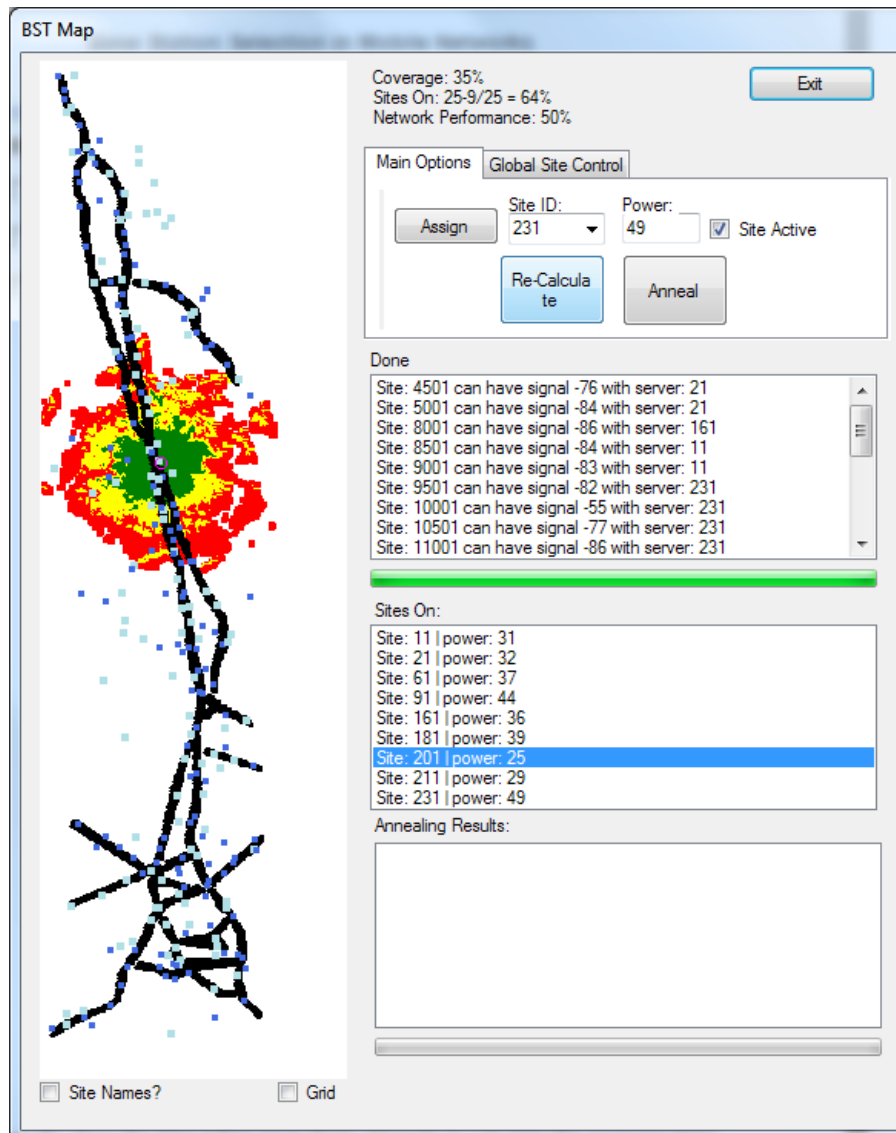 BST Map
Coverage: 35%
Sites On: 25-9/25 = 64%
Network Performance: 50%
Exit
Main Options
Global Site Control
Site ID:
Power:
Assign
231
49
Site Active
Re-Calcula
te
Anneal
Done
Site: 4501 can have signal -76 with server: 21
Site: 5001 can have signal -84 with server: 21
Site: 8001 can have signal -86 with server: 161
Site: 8501 can have signal -84 with server: 11
Site: 9001 can have signal -83 with server: 11
Site: 9501 can have signal -82 with server: 231
Site: 10001 can have signal -55 with server: 231
Site: 10501 can have signal -77 with server: 231
Site: 11001 can have signal -86 with server: 231
Sites On:
Site: 11 | power: 31
Site: 21 | power: 32
Site: 61 | power: 37
Site: 91 | power: 44
Site: 161 | power: 36
Site: 181 | power: 39
Site: 201 | power: 25
Site: 211 | power: 29
Site: 231 | power: 49
Annealing Results:
Site Names?
Grid